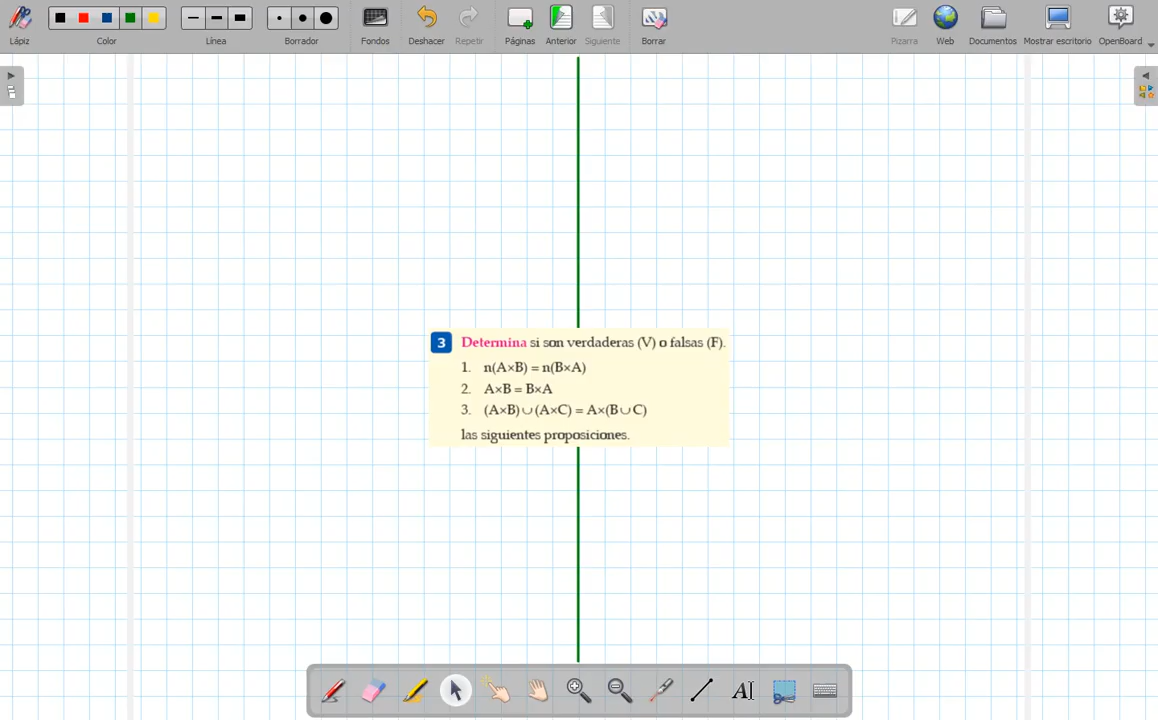 Lápiz
Color
Línea
Borrador
Fondos
Deshacer
Repetir
Páginas
Anterior
Siguiente
Borrar
Pizarra
Web
Documentos
Mostrar escritorio
OpenBoard
3 Determina si son verdaderas (V) o falsas (F).
1. n(A×B) = n(B×A)
2. A×B = B×A
3. (A×B) ∪ (A×C) = A×(B ∪ C)
las siguientes proposiciones.